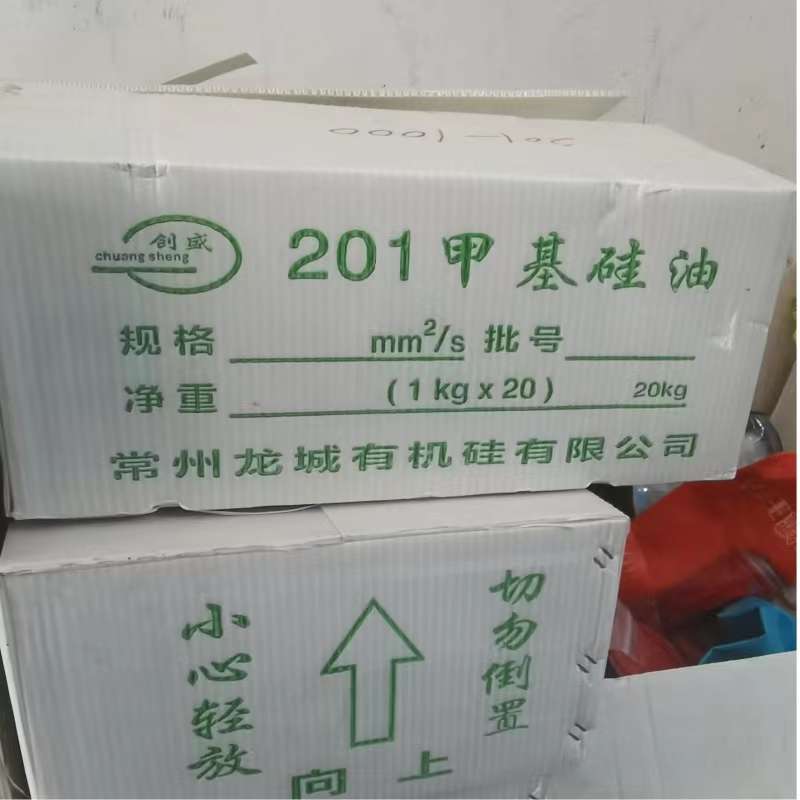 201-1000
创盛
chuang sheng
201甲基硅油
规格 mm²/s 批号
净重 (1kg x 20) 20kg
常州龙城有机硅有限公司
小心轻放
向上
切勿倒置